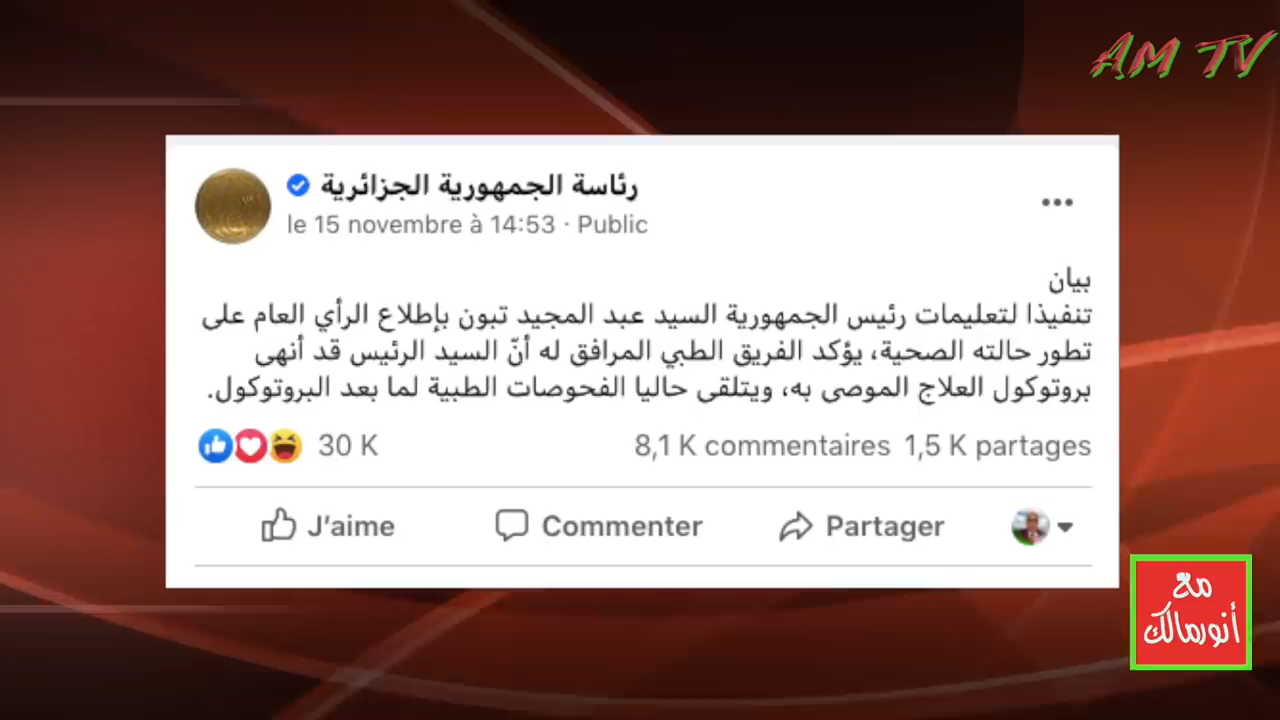 AM TV
رئاسة الجمهورية الجزائرية
le 15 novembre à 14:53 · Public
بيان
تنفيذا لتعليمات رئيس الجمهورية السيد عبد المجيد تبون بإطلاع الرأي العام على
تطور حالته الصحية، يؤكد الفريق الطبي المرافق له أنّ السيد الرئيس قد أنهى
بروتوكول العلاج الموصى به، ويتلقى حاليا الفحوصات الطبية لما بعد البروتوكول.
30 K 8,1 K commentaires 1,5 K partages
J’aime Commenter Partager
مع
أنورمالك